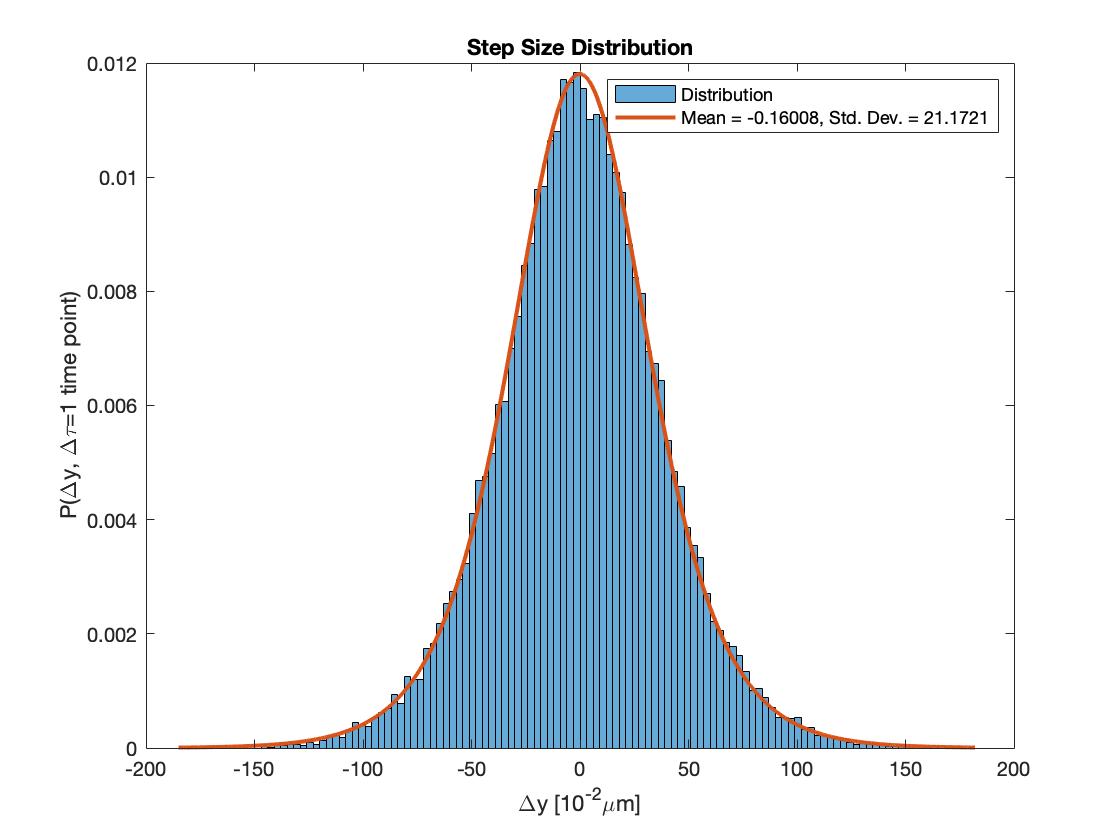 Step Size Distribution
0.012
0.01
0.008
0.006
0.004
0.002
0
P(Δy, Δτ=1 time point)
Distribution
Mean = -0.16008, Std. Dev. = 21.1721
-200 -150 -100 -50 0 50 100 150 200
Δy [10⁻²μm]